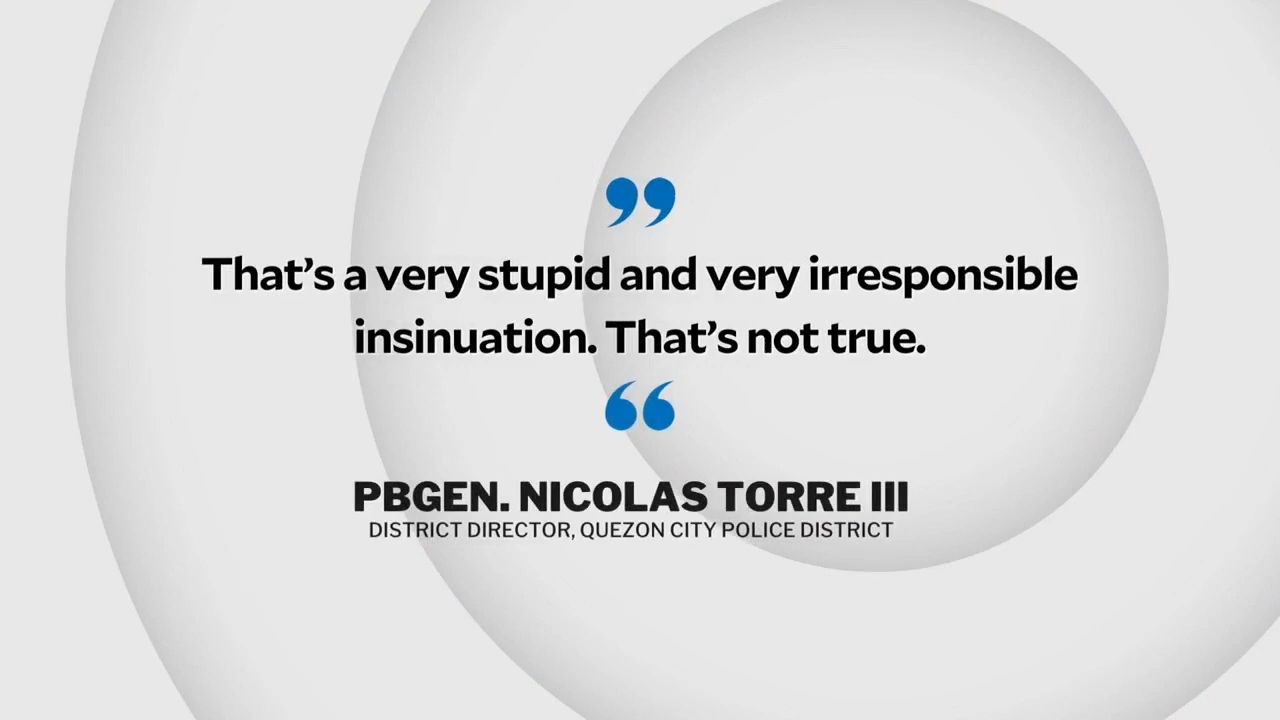 ”
That’s a very stupid and very irresponsible
insinuation. That’s not true.
“
PBGEN. NICOLAS TORRE III
DISTRICT DIRECTOR, QUEZON CITY POLICE DISTRICT